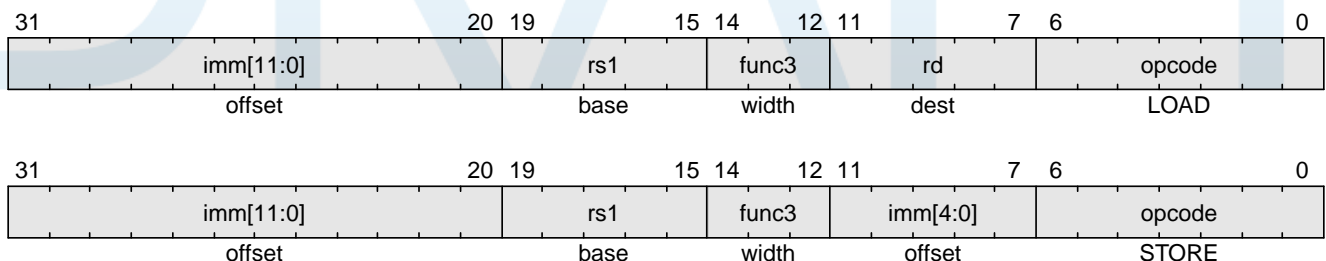 31 20 19 15 14 12 11 7 6 0
imm[11:0] rs1 func3 rd opcode
offset base width dest LOAD
31 20 19 15 14 12 11 7 6 0
imm[11:0] rs1 func3 imm[4:0] opcode
offset base width offset STORE